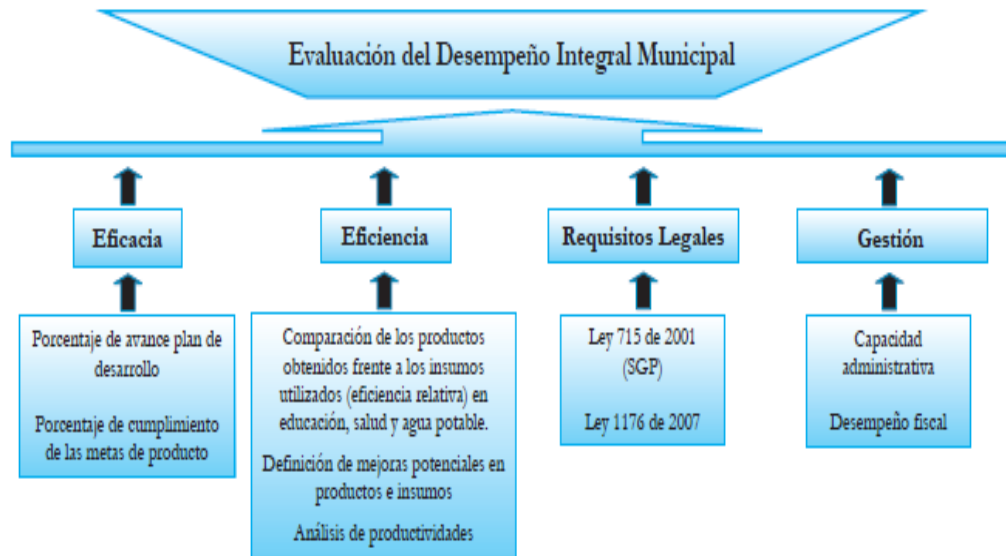 Evaluación del Desempeño Integral Municipal
Eficacia
Eficiencia
Requisitos Legales
Gestión
Porcentaje de avance plan de
desarrollo
Porcentaje de cumplimiento
de las metas de producto
Comparación de los productos
obtenidos frente a los insumos
utilizados (eficiencia relativa) en
educación, salud y agua potable.
Definición de mejoras potenciales en
productos e insumos
Análisis de productividades
Ley 715 de 2001
(SGP)
Ley 1176 de 2007
Capacidad
administrativa
Desempeño fiscal